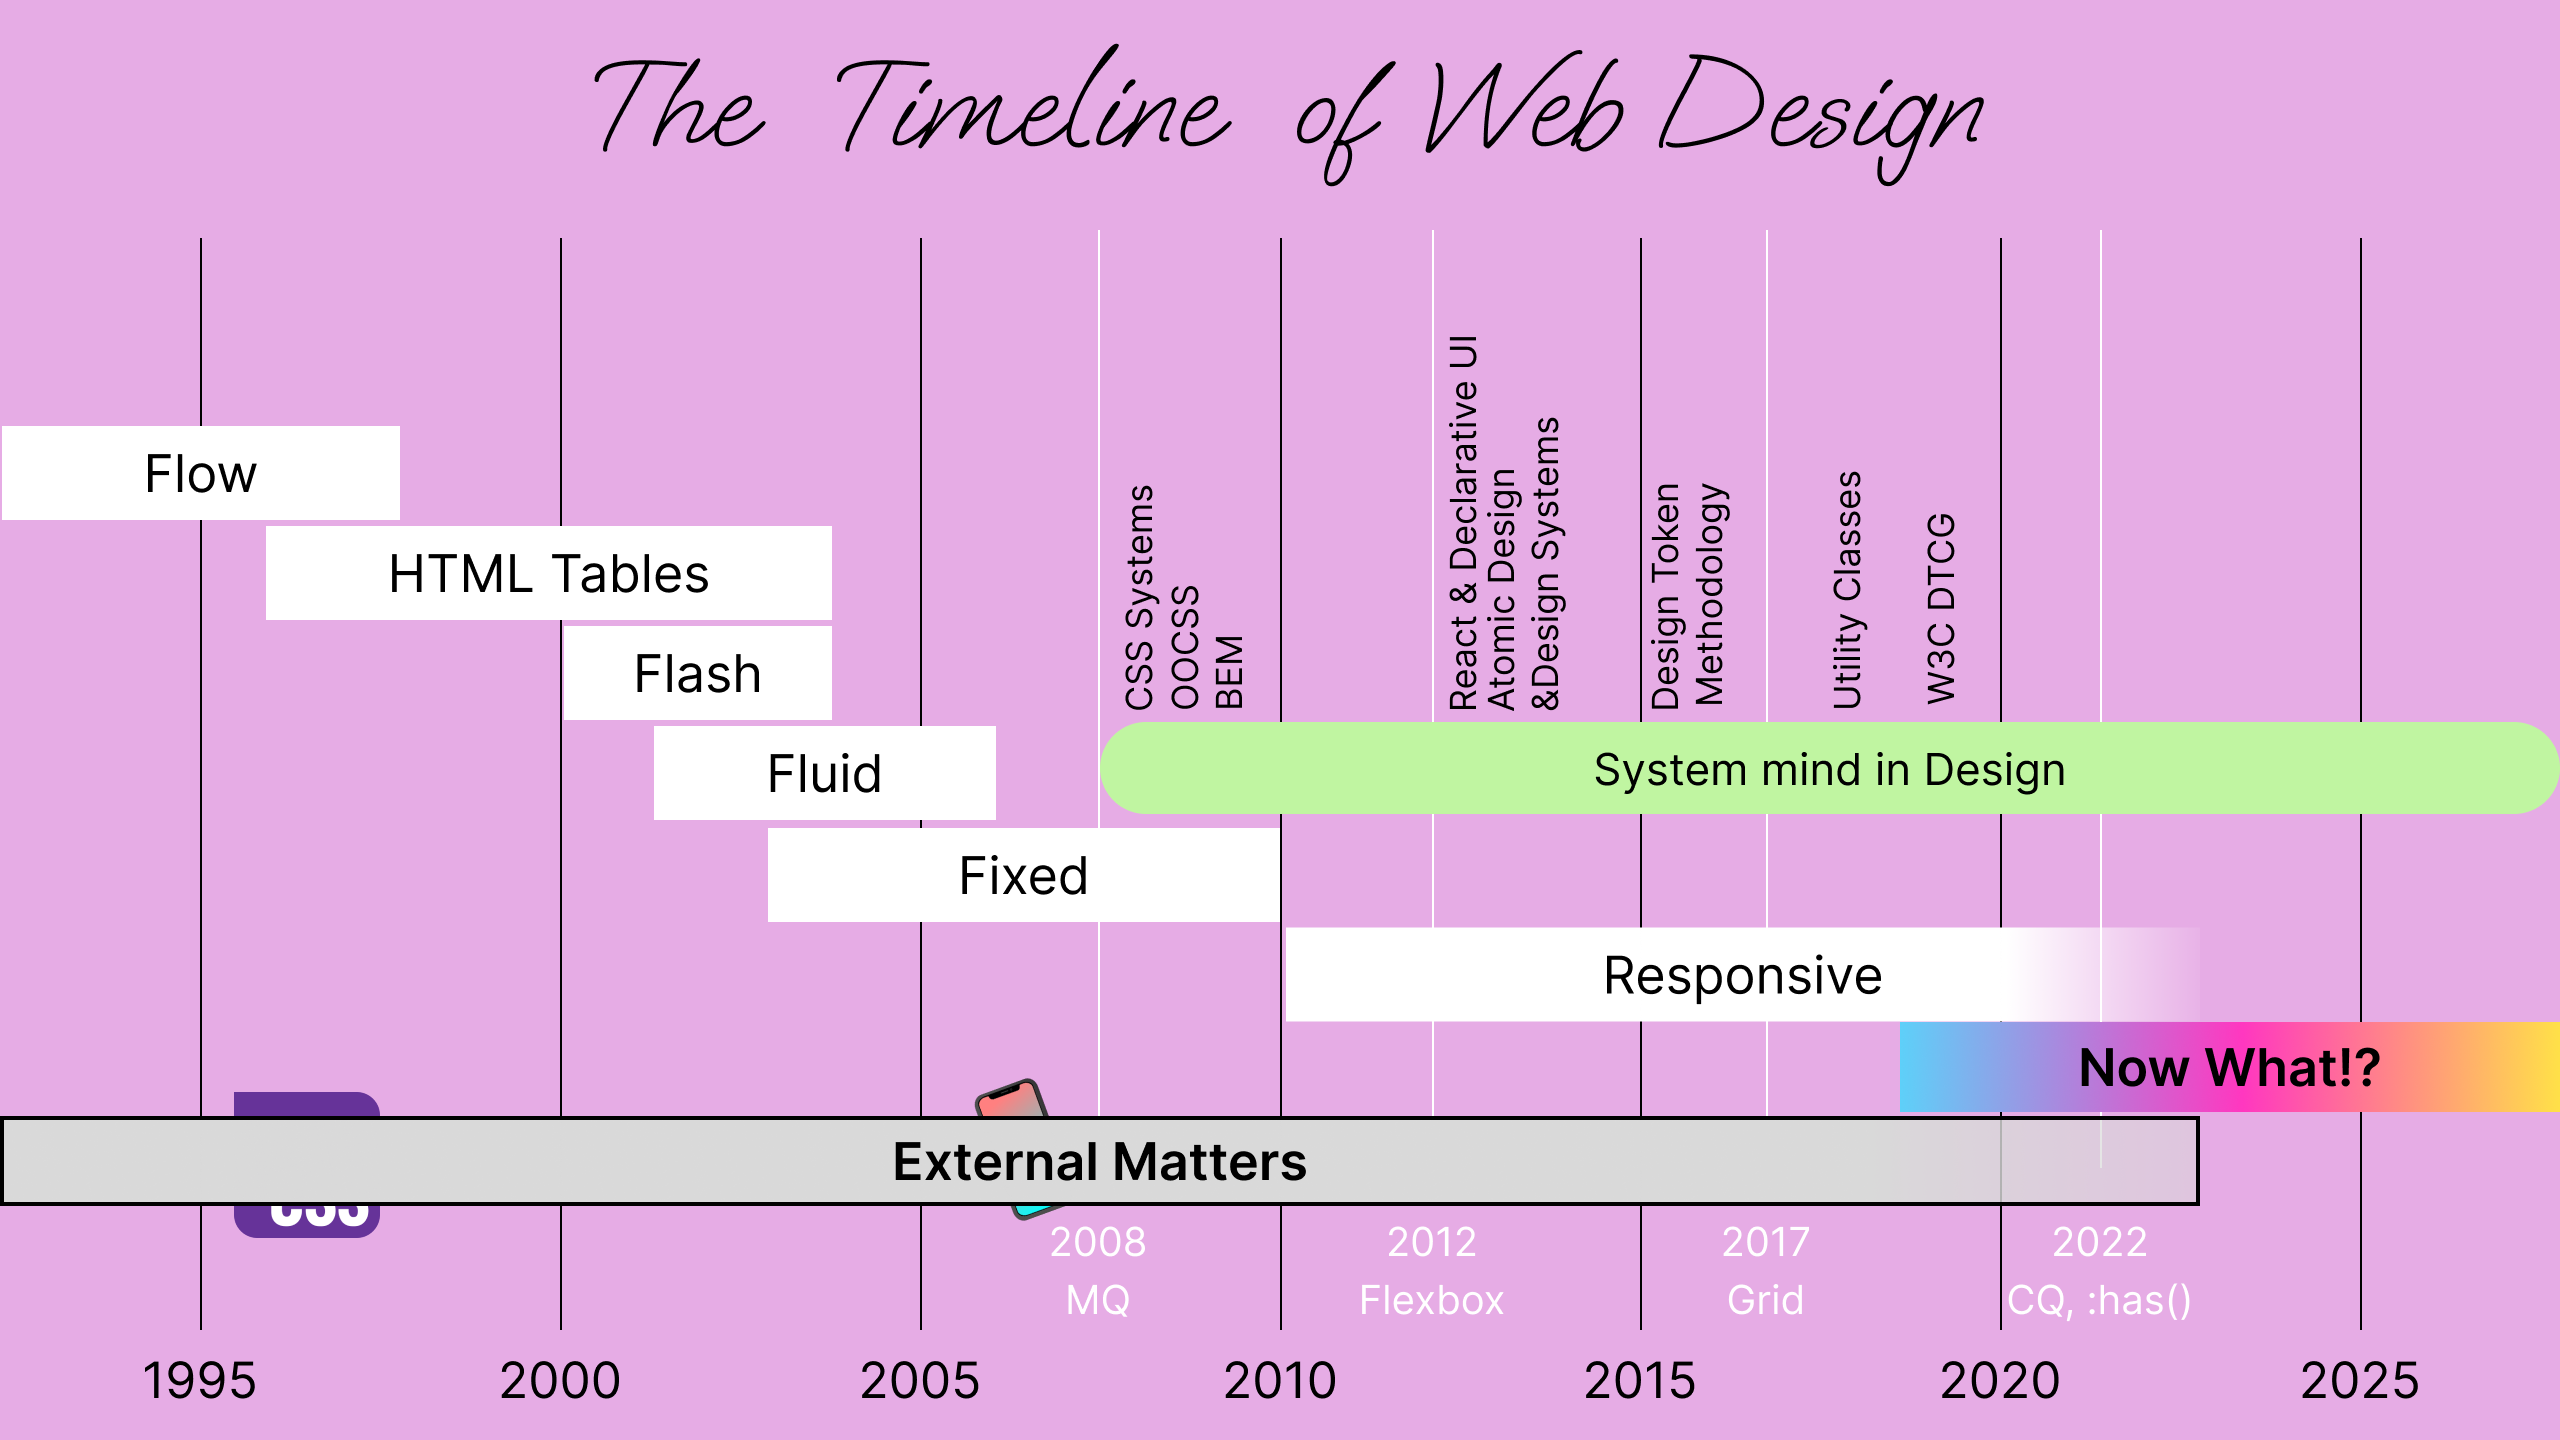 The Timeline of Web Design
Flow
HTML Tables
Flash
Fluid
Fixed
CSS Systems
OOCSS
BEM
React & Declarative UI
Atomic Design
&Design Systems
Design Token
Methodology
Utility Classes
W3C DTCG
System mind in Design
Responsive
Now What!?
External Matters
CSS
2008
MQ
2012
Flexbox
2017
Grid
2022
CQ, :has()
1995
2000
2005
2010
2015
2020
2025